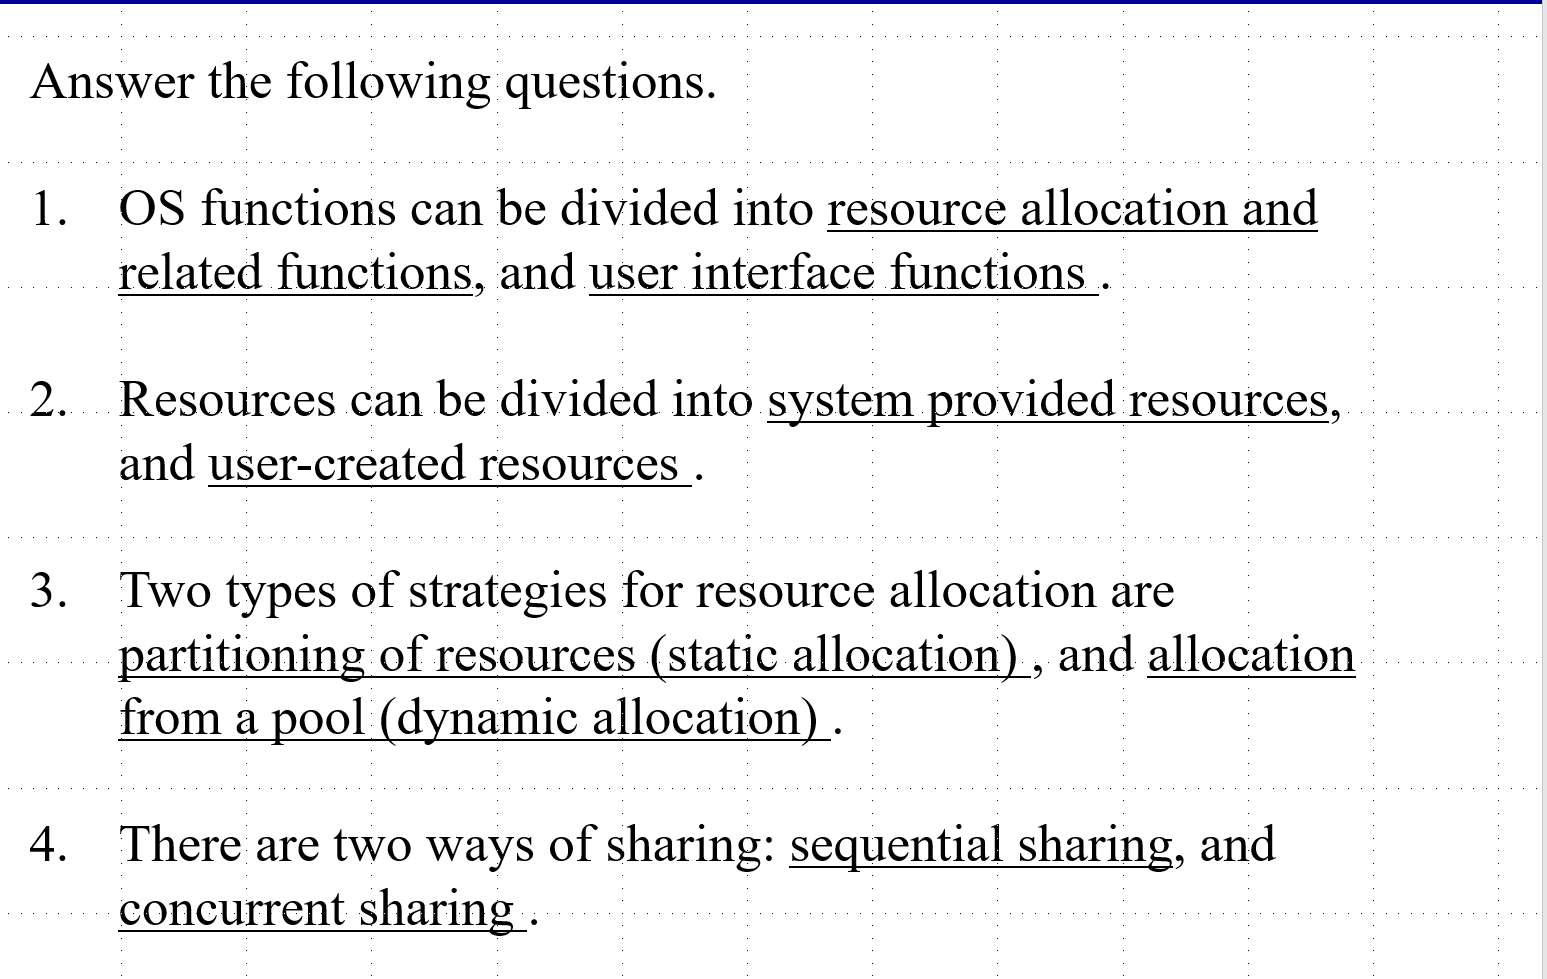 Answer the following questions.
1. OS functions can be divided into resource allocation and
related functions, and user interface functions .
2. Resources can be divided into system provided resources,
and user-created resources .
3. Two types of strategies for resource allocation are
partitioning of resources (static allocation) , and allocation
from a pool (dynamic allocation) .
4. There are two ways of sharing: sequential sharing, and
concurrent sharing .